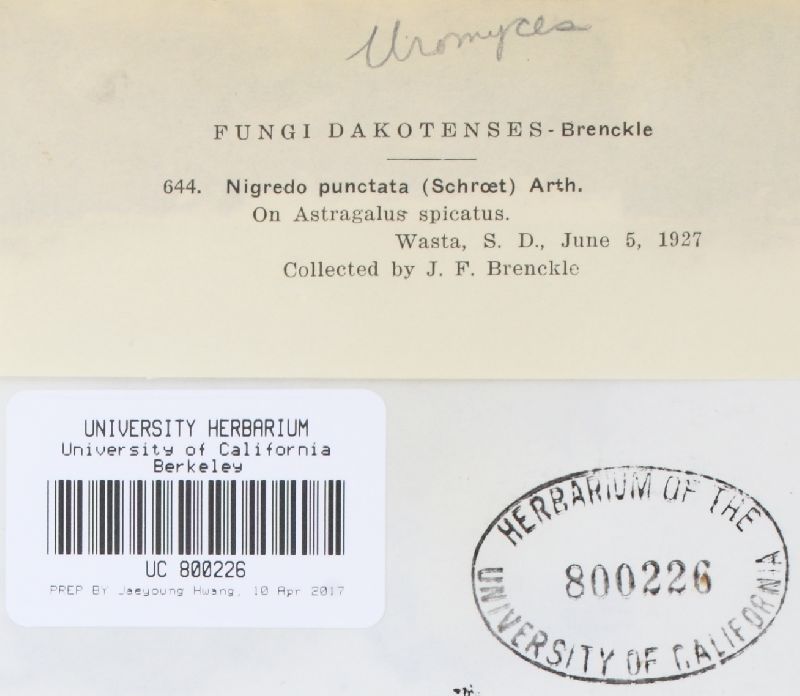 Uromyces
FUNGI DAKOTENSES - Brenckle
644. Nigredo punctata (Schrœt) Arth.
On Astragalus spicatus.
Wasta, S. D., June 5, 1927
Collected by J. F. Brenckle
UNIVERSITY HERBARIUM
University of California
Berkeley
UC 800226
PREP BY Jaeyoung Hwang, 10 Apr 2017
HERBARIUM OF THE
800226
UNIVERSITY OF CALIFORNIA